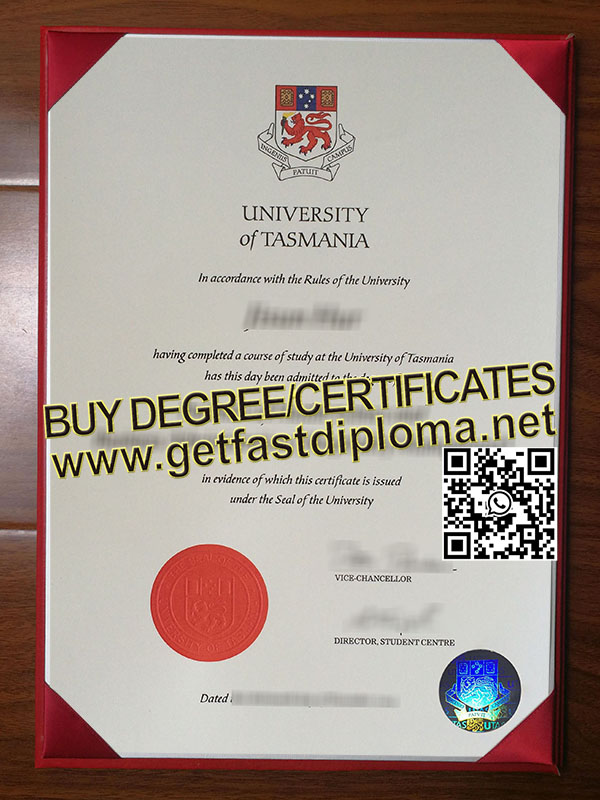 INGENIIS PATUIT CAMPUS
UNIVERSITY
of TASMANIA
In accordance with the Rules of the University
having completed a course of study at the University of Tasmania
has this day been admitted to the
BUY DEGREE/CERTIFICATES
www.getfastdiploma.net
in evidence of which this certificate is issued
under the Seal of the University
VICE-CHANCELLOR
DIRECTOR, STUDENT CENTRE
Dated